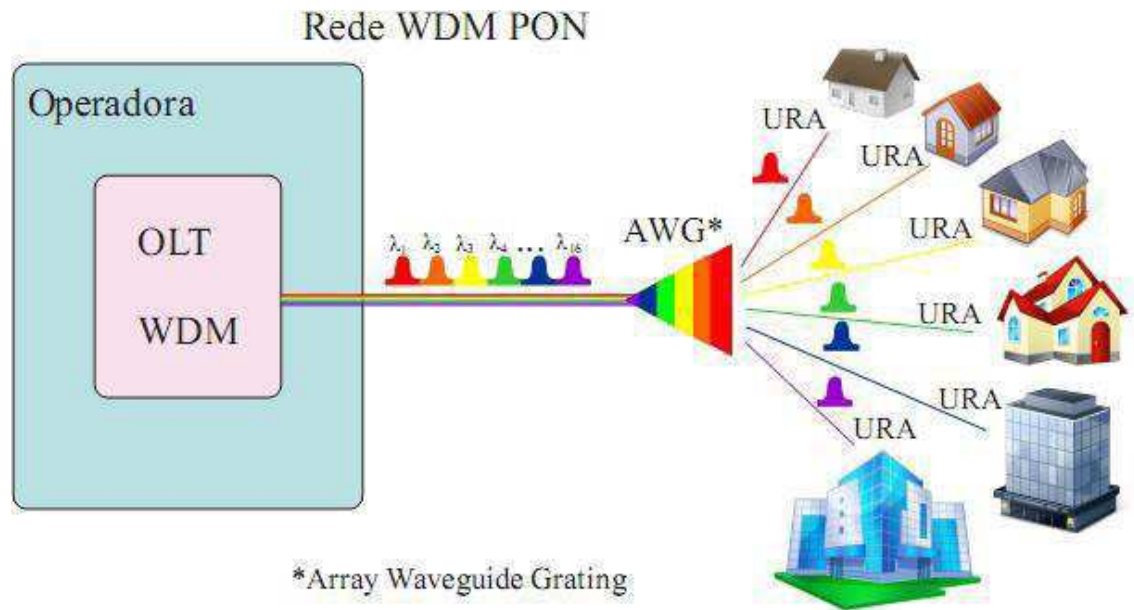 Rede WDM PON
Operadora
OLT
WDM
λ1 λ2 λ3 λ4 ... λ16
AWG*
URA
URA
URA
URA
URA
URA
*Array Waveguide Grating